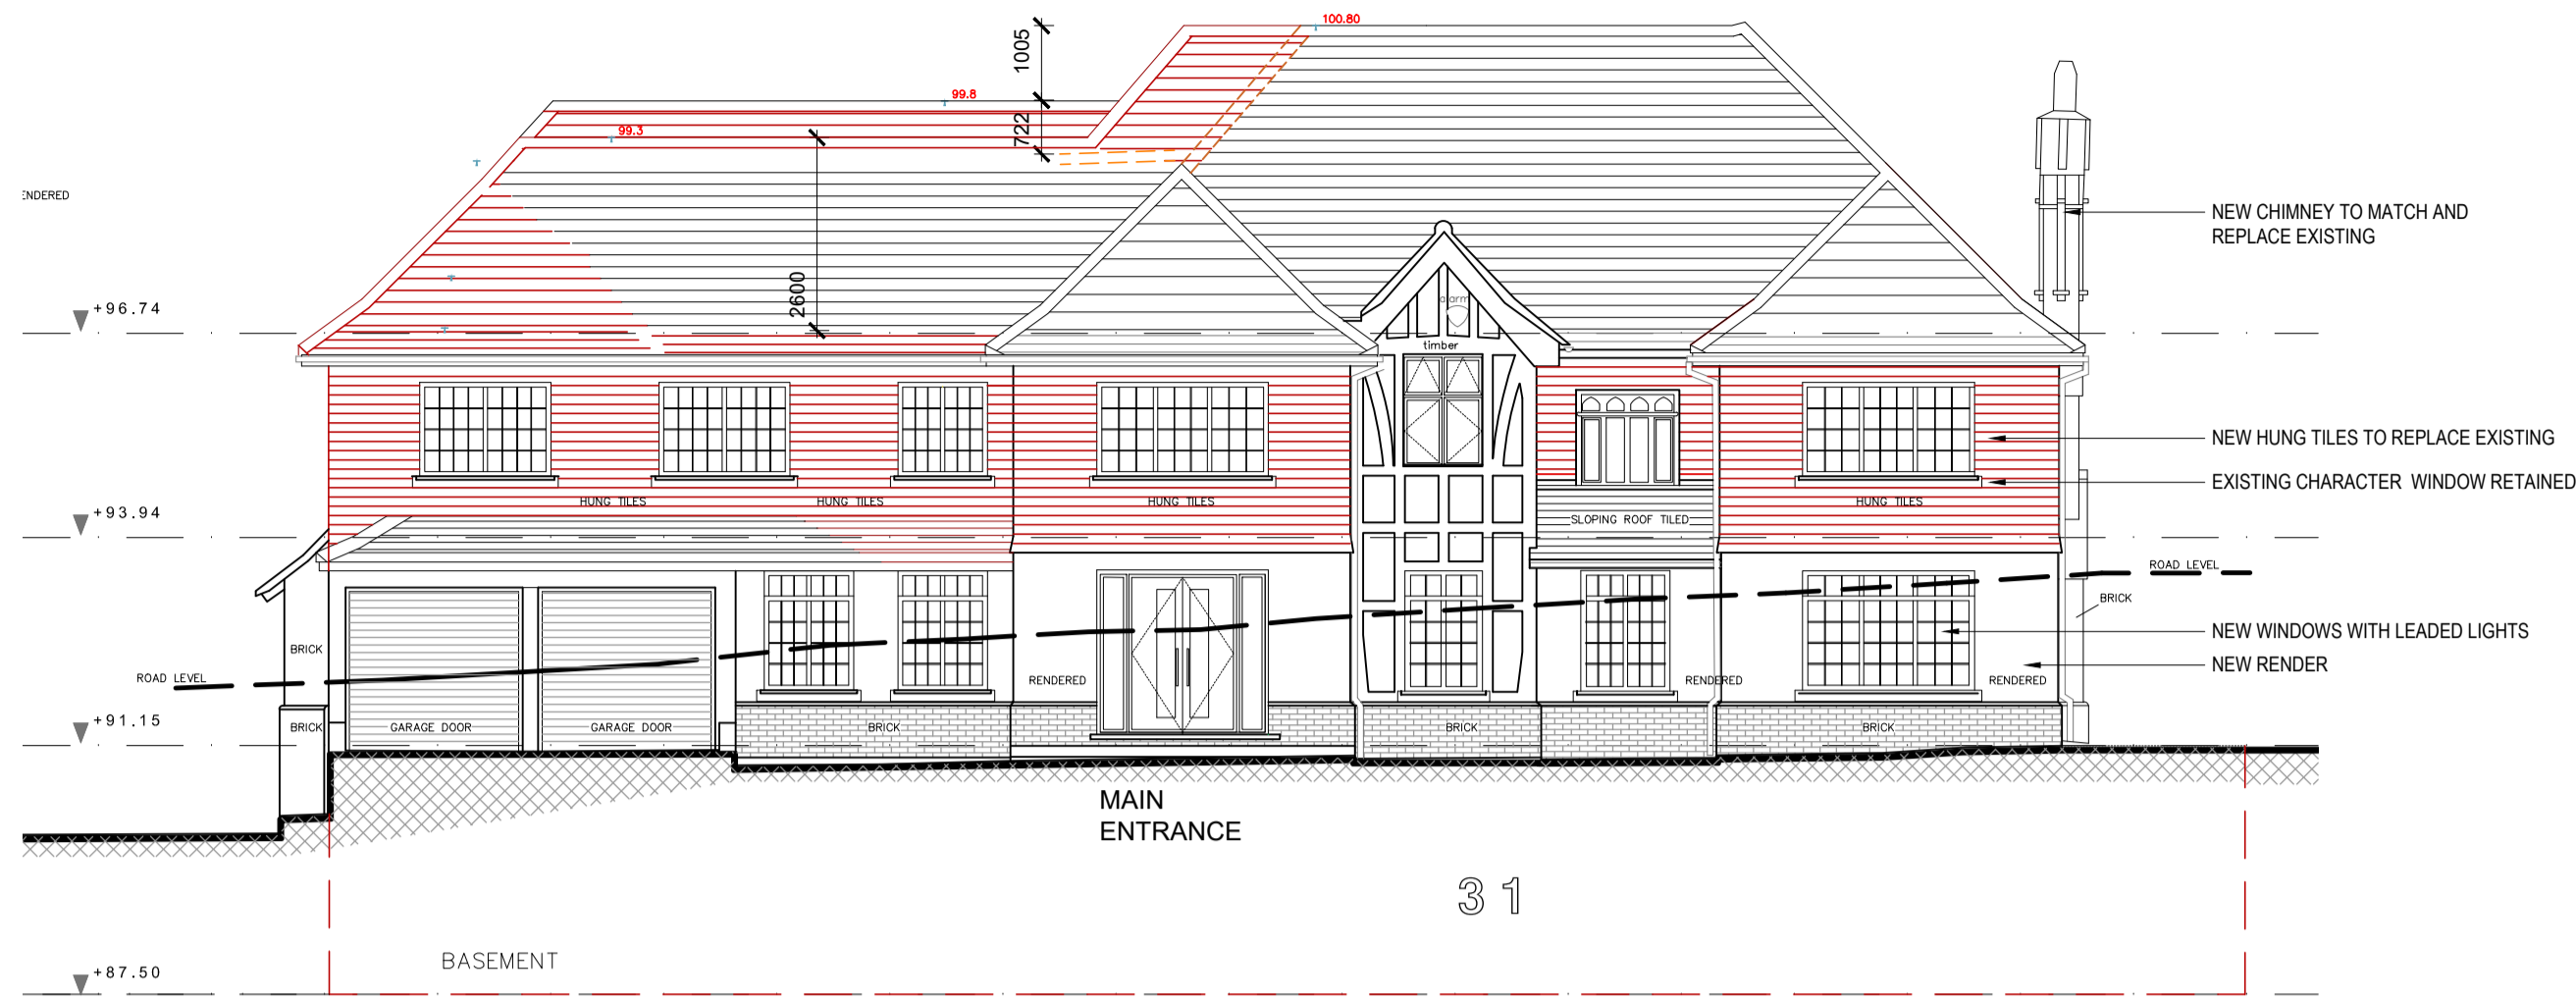 100.80
1005
99.8
99.3
722
ENDERED
NEW CHIMNEY TO MATCH AND
REPLACE EXISTING
2600
+96.74
alarm
timber
NEW HUNG TILES TO REPLACE EXISTING
EXISTING CHARACTER WINDOW RETAINED
HUNG TILES
HUNG TILES
HUNG TILES
HUNG TILES
+93.94
SLOPING ROOF TILED
ROAD LEVEL
BRICK
NEW WINDOWS WITH LEADED LIGHTS
BRICK
NEW RENDER
ROAD LEVEL
RENDERED
RENDERED
RENDERED
+91.15
BRICK
GARAGE DOOR
GARAGE DOOR
BRICK
BRICK
BRICK
MAIN
ENTRANCE
31
BASEMENT
+87.50